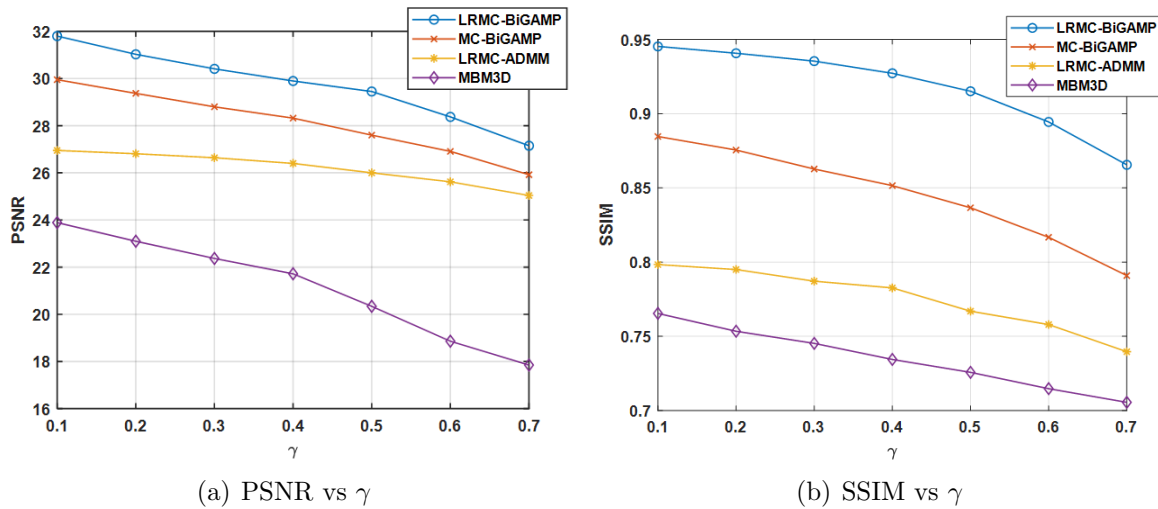 LRMC-BiGAMP
MC-BiGAMP
LRMC-ADMM
MBM3D
32
30
28
26
24
22
20
18
16
PSNR
0.1 0.2 0.3 0.4 0.5 0.6 0.7
γ
(a) PSNR vs γ
LRMC-BiGAMP
MC-BiGAMP
LRMC-ADMM
MBM3D
0.95
0.9
0.85
0.8
0.75
0.7
SSIM
0.1 0.2 0.3 0.4 0.5 0.6 0.7
γ
(b) SSIM vs γ